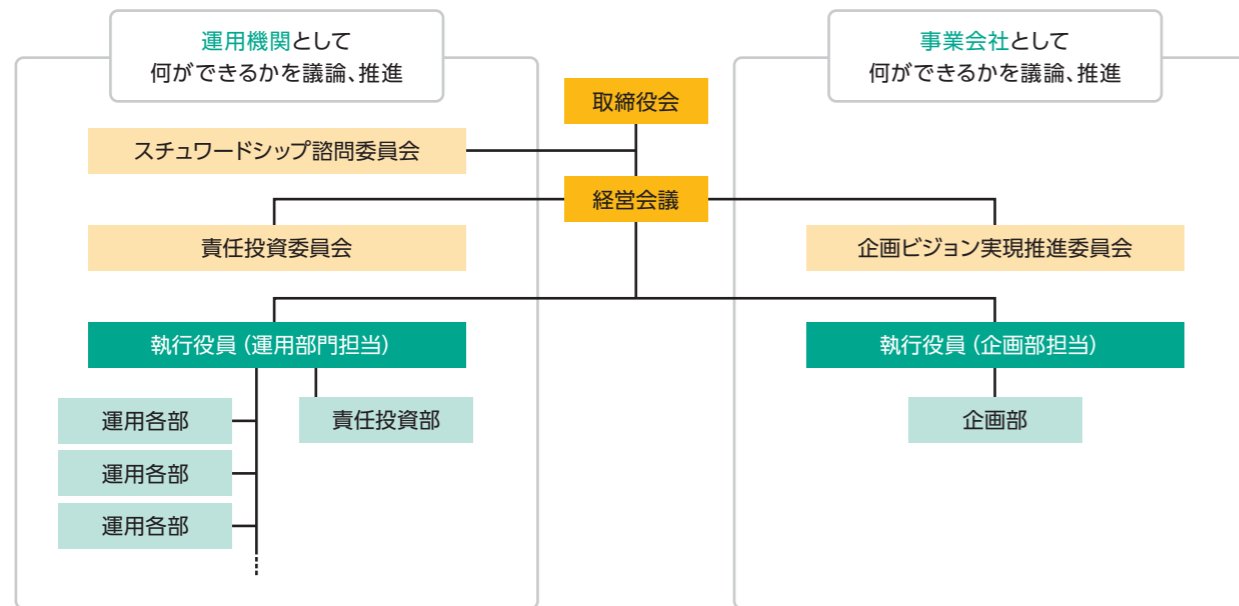 運用機関として
何ができるかを議論、推進
事業会社として
何ができるかを議論、推進
取締役会
スチュワードシップ諮問委員会
経営会議
責任投資委員会
企画ビジョン実現推進委員会
執行役員（運用部門担当）
執行役員（企画部担当）
運用各部
責任投資部
企画部
運用各部
運用各部